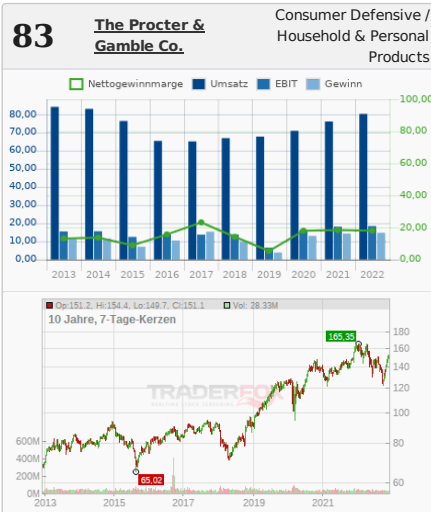 83
The Procter &
Gamble Co.
Consumer Defensive /
Household & Personal
Products
Nettogewinnmarge
Umsatz
EBIT
Gewinn
80,00
70,00
60,00
50,00
40,00
30,00
20,00
10,00
0,00
100,00
80,00
60,00
40,00
20,00
0,00
2013 2014 2015 2016 2017 2018 2019 2020 2021 2022
Op:151.2, Hi:154.4, Lo:149.7, Cl:151.1
Vol: 28.33M
10 Jahre, 7-Tage-Kerzen
165,35
180
160
140
120
100
80
60
TRADERFOX
600M
400M
200M
0M
65,02
2013 2015 2017 2019 2021